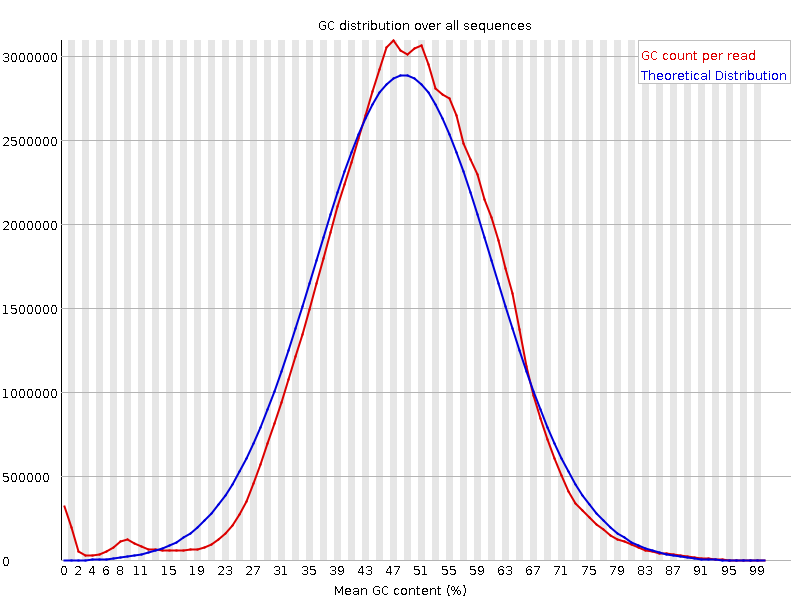 GC distribution over all sequences
GC count per read
Theoretical Distribution
3000000
2500000
2000000
1500000
1000000
500000
0
0 2 4 6 8 11 15 19 23 27 31 35 39 43 47 51 55 59 63 67 71 75 79 83 87 91 95 99
Mean GC content (%)